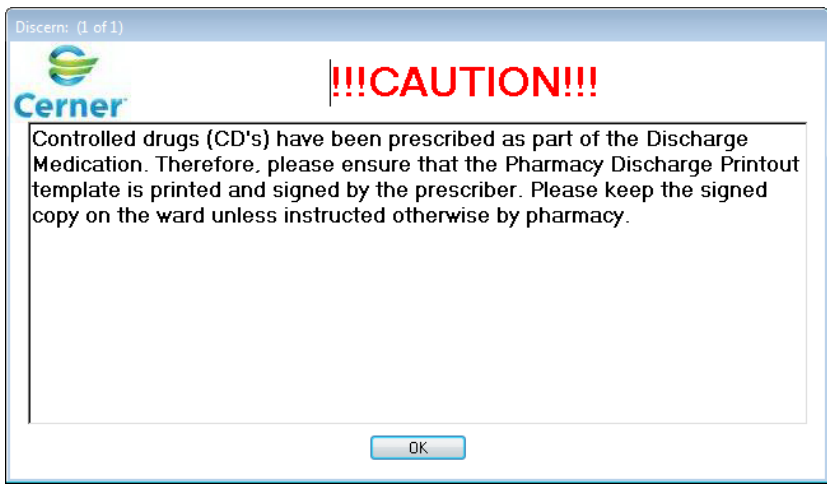 Discern: (1 of 1)
Cerner
!!!CAUTION!!!
Controlled drugs (CD's) have been prescribed as part of the Discharge
Medication. Therefore, please ensure that the Pharmacy Discharge Printout
template is printed and signed by the prescriber. Please keep the signed
copy on the ward unless instructed otherwise by pharmacy.
OK